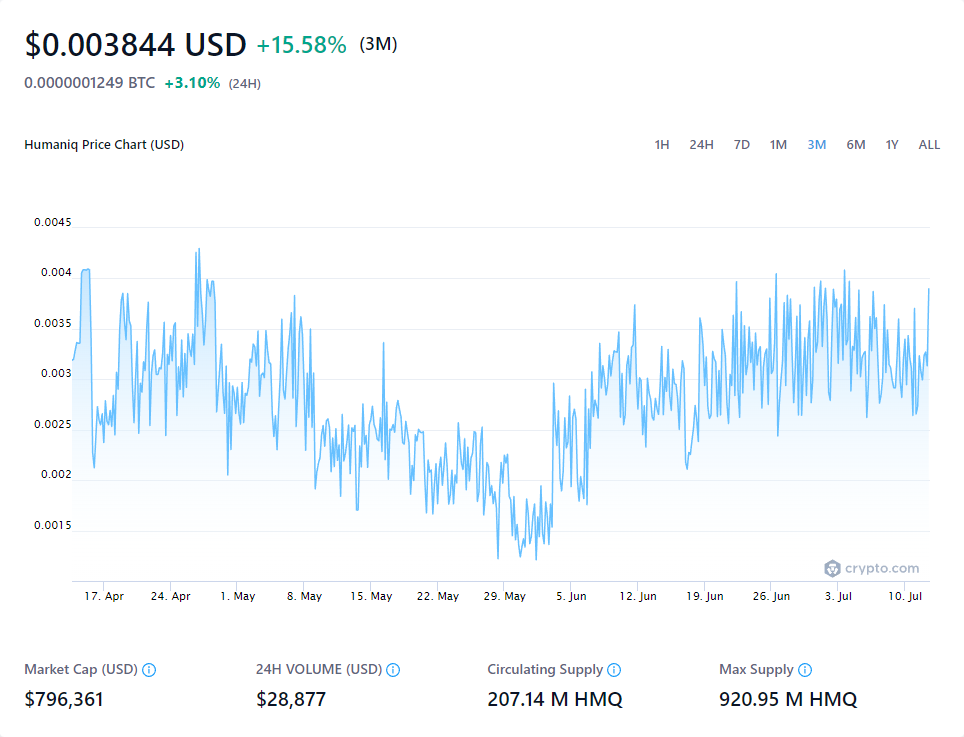 $0.003844 USD +15.58% (3M)
0.0000001249 BTC +3.10% (24H)
Humaniq Price Chart (USD) 1H 24H 7D 1M 3M 6M 1Y ALL
0.0045
0.004
0.0035
0.003
0.0025
0.002
0.0015
crypto.com
17. Apr 24. Apr 1. May 8. May 15. May 22. May 29. May 5. Jun 12. Jun 19. Jun 26. Jun 3. Jul 10. Jul
Market Cap (USD) 24H VOLUME (USD) Circulating Supply Max Supply
$796,361 $28,877 207.14 M HMQ 920.95 M HMQ